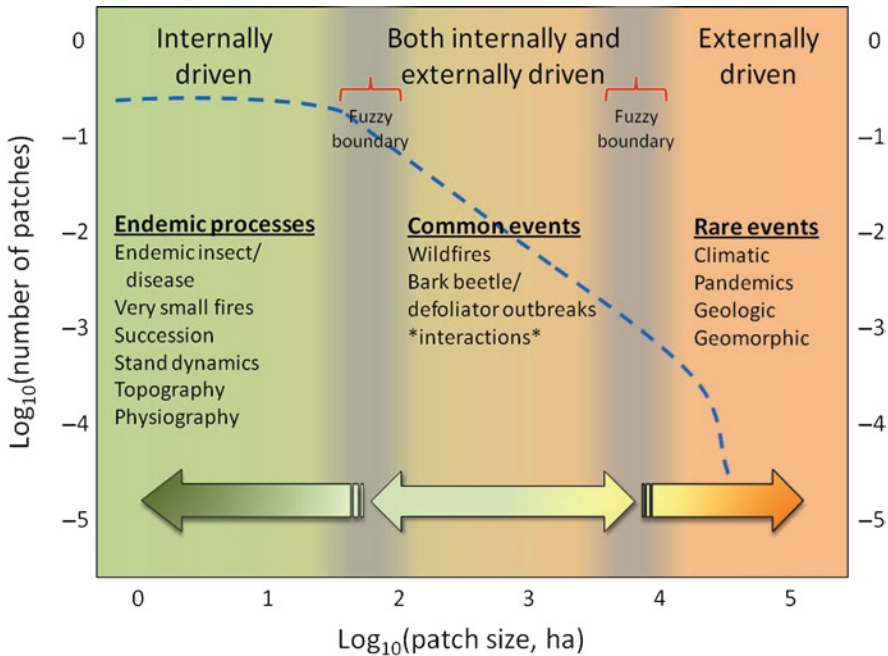 Internally
driven
Both internally and
externally driven
Externally
driven
Fuzzy
boundary
Fuzzy
boundary
Endemic processes
Endemic insect/
disease
Very small fires
Succession
Stand dynamics
Topography
Physiography
Common events
Wildfires
Bark beetle/
defoliator outbreaks
*interactions*
Rare events
Climatic
Pandemics
Geologic
Geomorphic
Log10(number of patches)
0
–1
–2
–3
–4
–5
0
–1
–2
–3
–4
–5
0 1 2 3 4 5
Log10(patch size, ha)